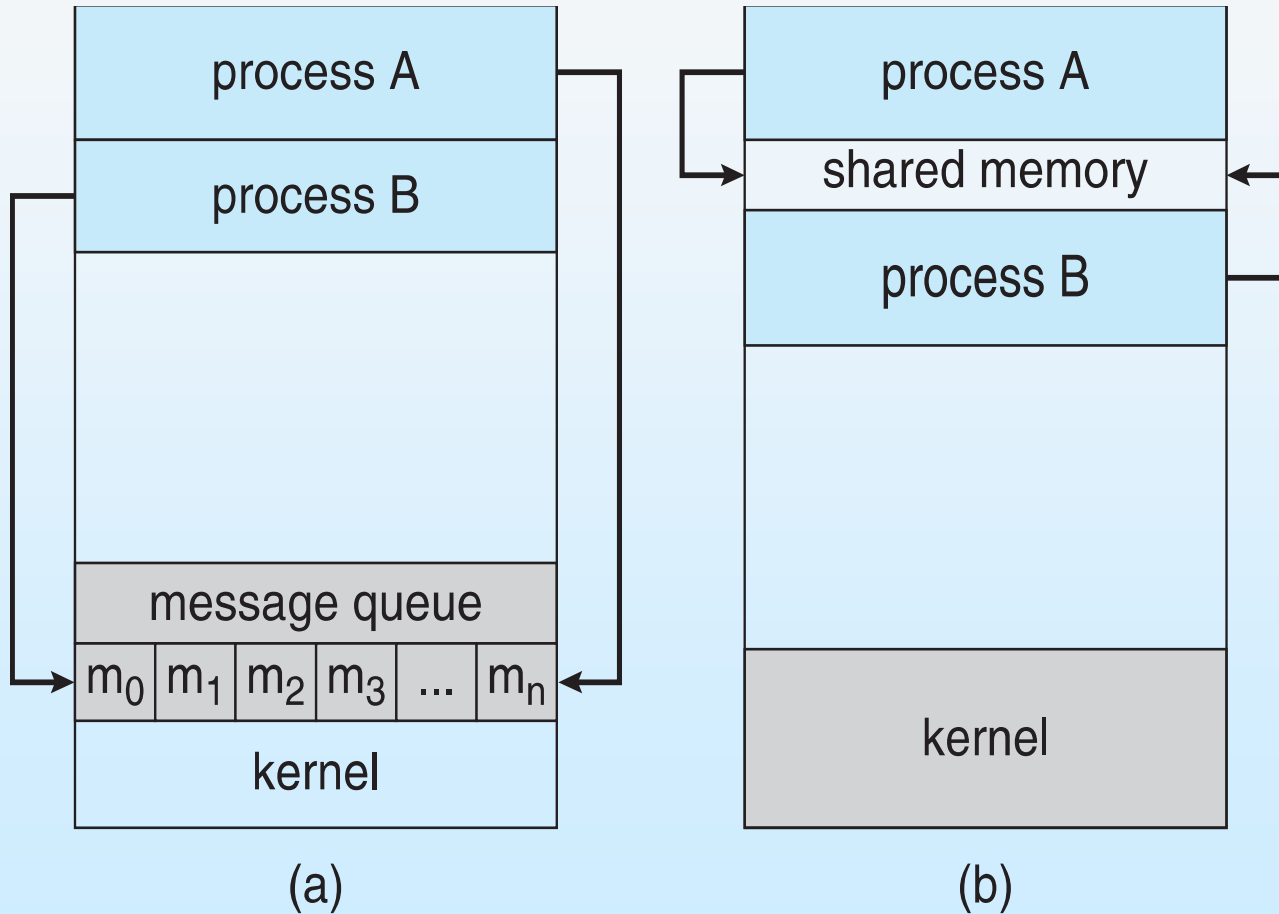 process A
process B
message queue
m0 m1 m2 m3 ... mn
kernel
(a)
process A
shared memory
process B
kernel
(b)